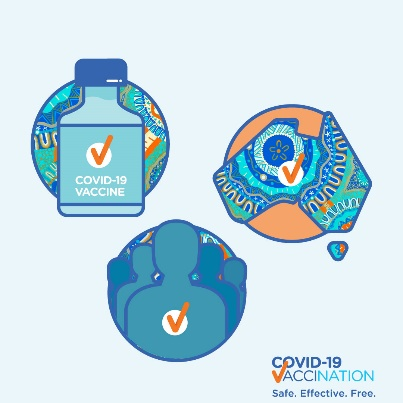 COVID-19
VACCINE
COVID-19
VACCINATION
Safe. Effective. Free.